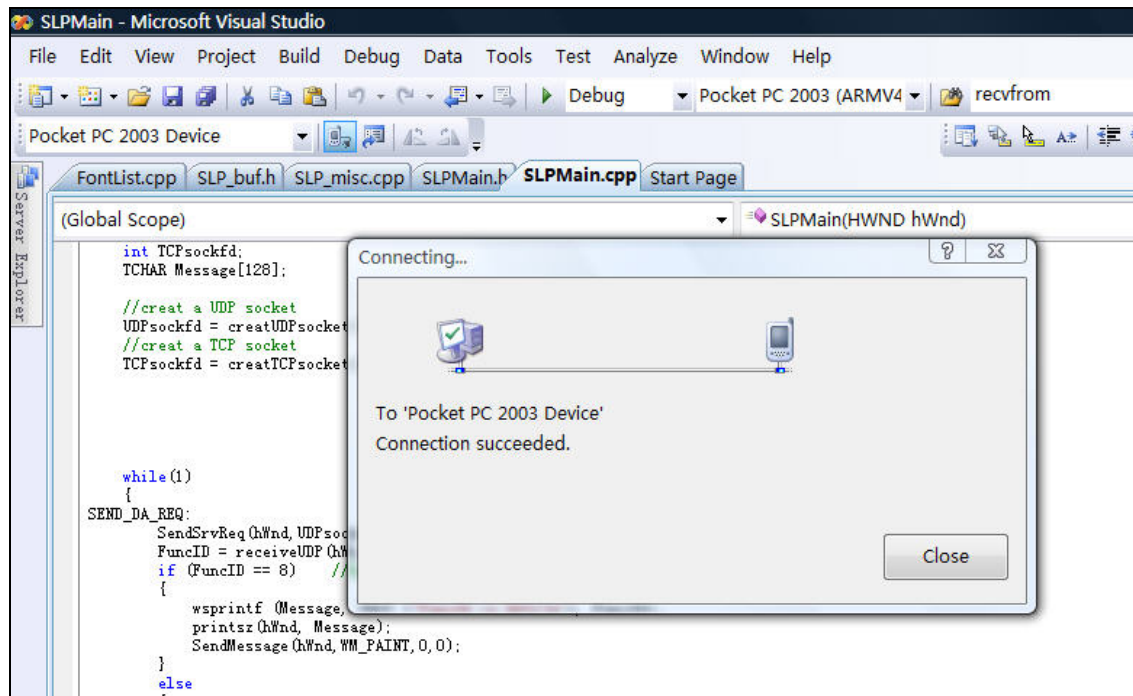 SLPMain - Microsoft Visual Studio
File Edit View Project Build Debug Data Tools Test Analyze Window Help
Debug Pocket PC 2003 (ARMV4 recvfrom
Pocket PC 2003 Device
Server Explorer
FontList.cpp SLP_buf.h SLP_misc.cpp SLPMain.h SLPMain.cpp Start Page
(Global Scope) SLPMain(HWND hWnd)
int TCPsockfd;
TCHAR Message[128];
//creat a UDP socket
UDPsockfd = creatUDPsocket
//creat a TCP socket
TCPsockfd = creatTCPsocket
Connecting...
To 'Pocket PC 2003 Device'
Connection succeeded.
Close
while(1)
{
SEND_DA_REQ:
SendSrvReq(hWnd,UDPsoc
FuncID = receiveUDP(hW
if (FuncID == 8) //
{
wsprintf (Message,
printsz(hWnd, Message);
SendMessage(hWnd,WM_PAINT,0,0);
}
else